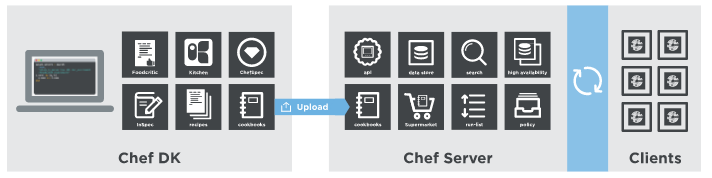 Foodcritic
Kitchen
ChefSpec
InSpec
recipes
cookbooks
Chef DK
Upload
api
data store
search
high availability
cookbooks
Supermarket
run-list
policy
Chef Server
Clients